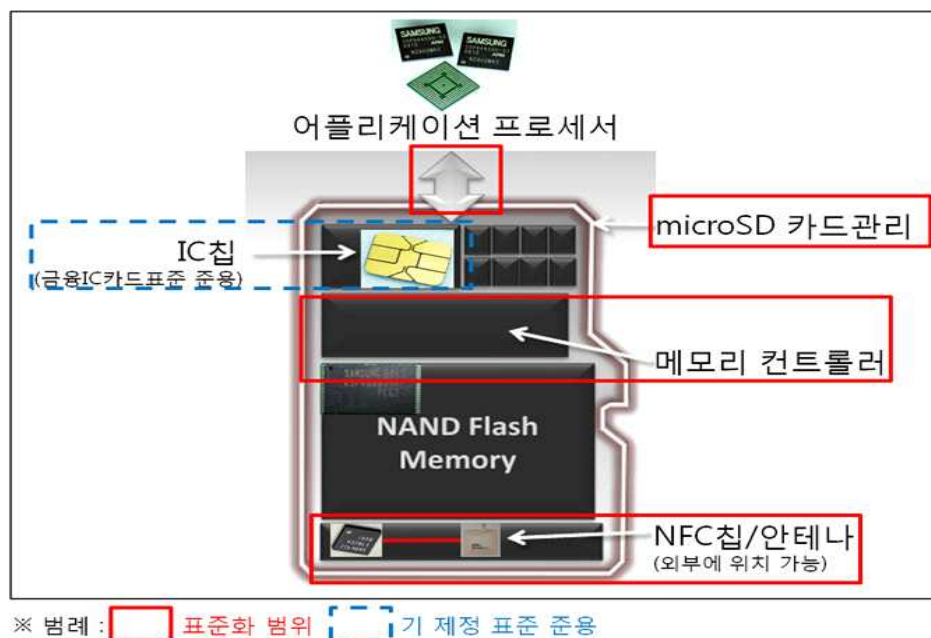 SAMSUNG
SAMSUNG
어플리케이션 프로세서
microSD 카드관리
IC칩
(금융IC카드표준 준용)
메모리 컨트롤러
NAND Flash
Memory
NFC칩/안테나
(외부에 위치 가능)
※ 범례 : 표준화 범위 기 제정 표준 준용